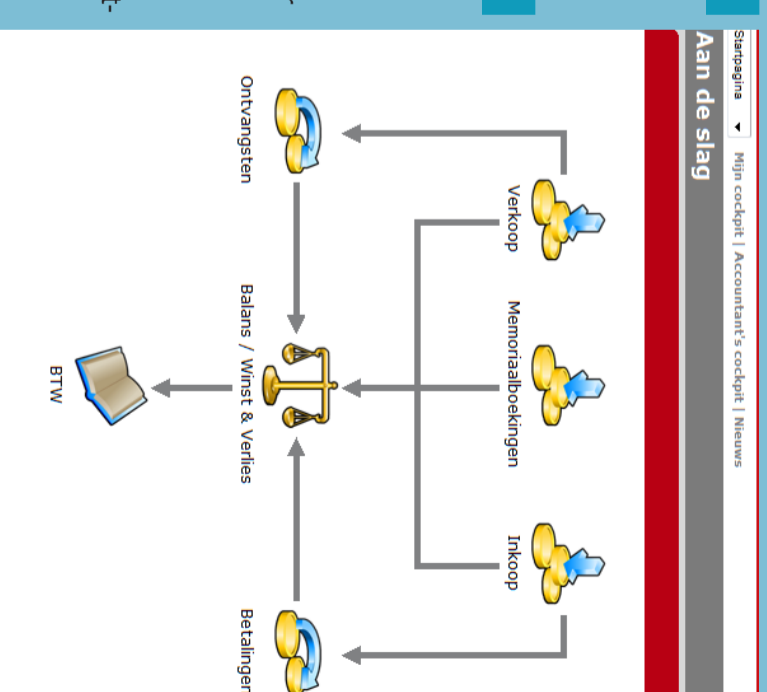 Startpagina
Mijn cockpit | Accountant's cockpit | Nieuws
Aan de slag
Verkoop
Memoriaalboekingen
Inkoop
Ontvangsten
Balans / Winst & Verlies
Betalingen
BTW